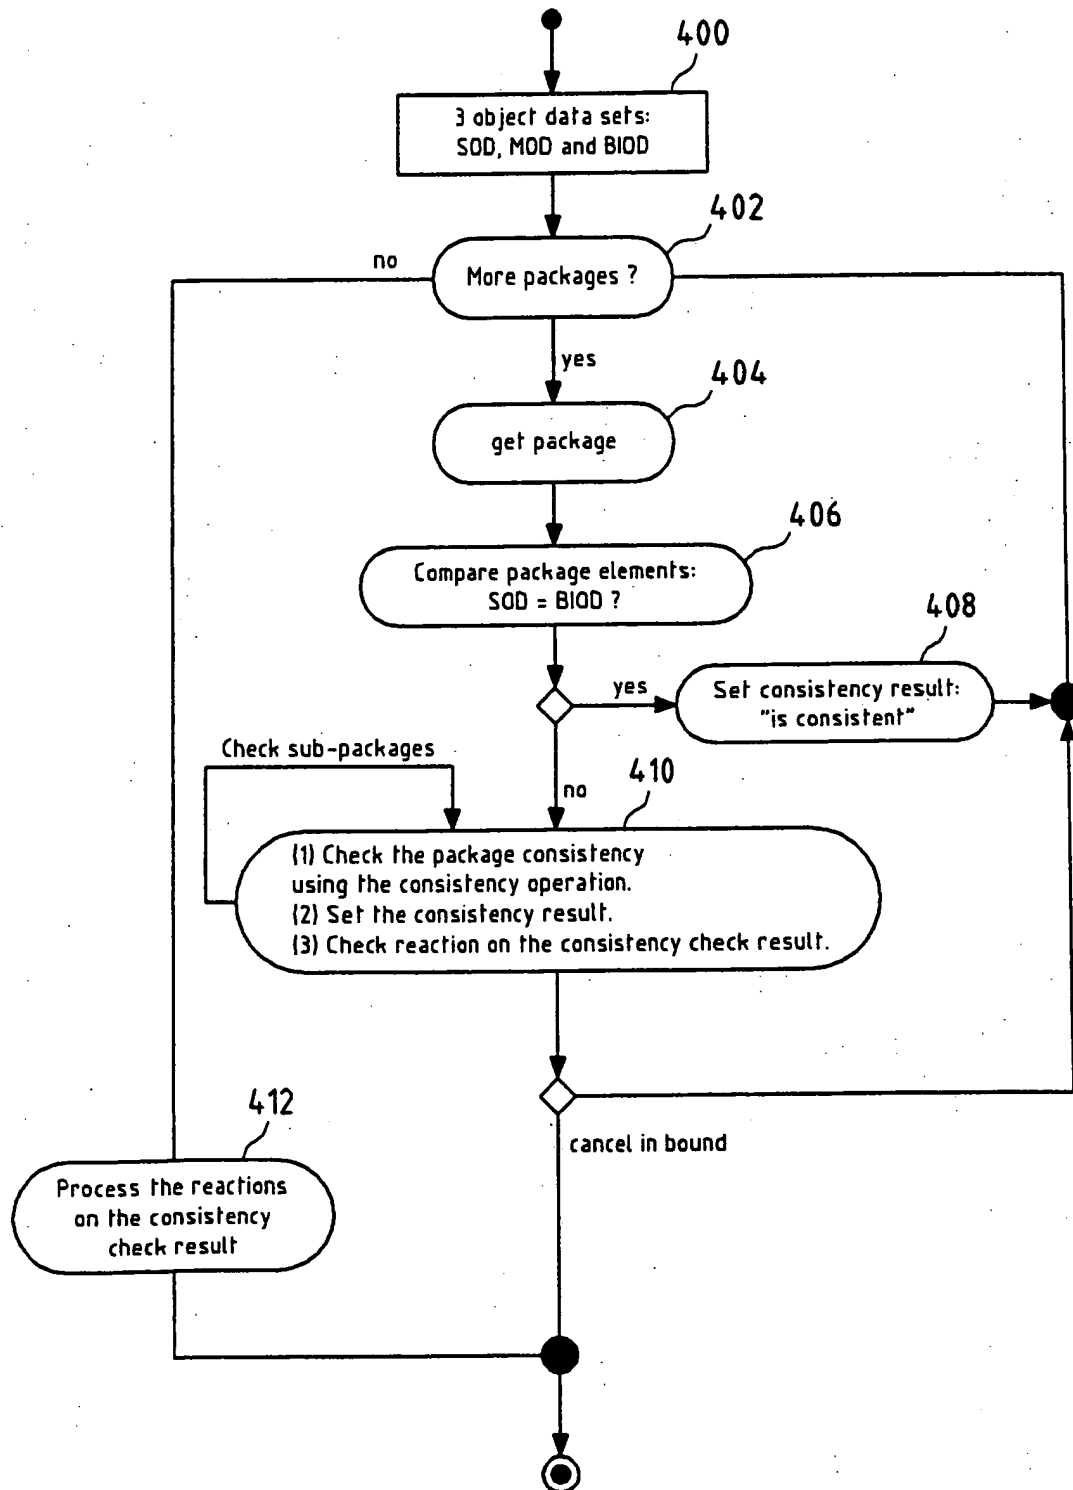 400
3 object data sets:
SOD, MOD and BIOD
402
no
More packages ?
yes
404
get package
406
Compare package elements:
SOD = BIOD ?
408
yes
Set consistency result:
"is consistent"
Check sub-packages
410
no
(1) Check the package consistency
using the consistency operation.
(2) Set the consistency result.
(3) Check reaction on the consistency check result.
412
cancel in bound
Process the reactions
on the consistency
check result